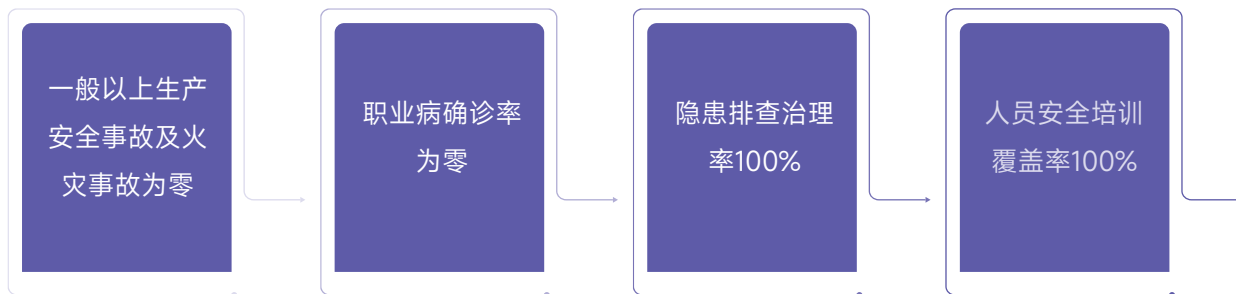 一般以上生产
安全事故及火
灾事故为零
职业病确诊率
为零
隐患排查治理
率100%
人员安全培训
覆盖率100%